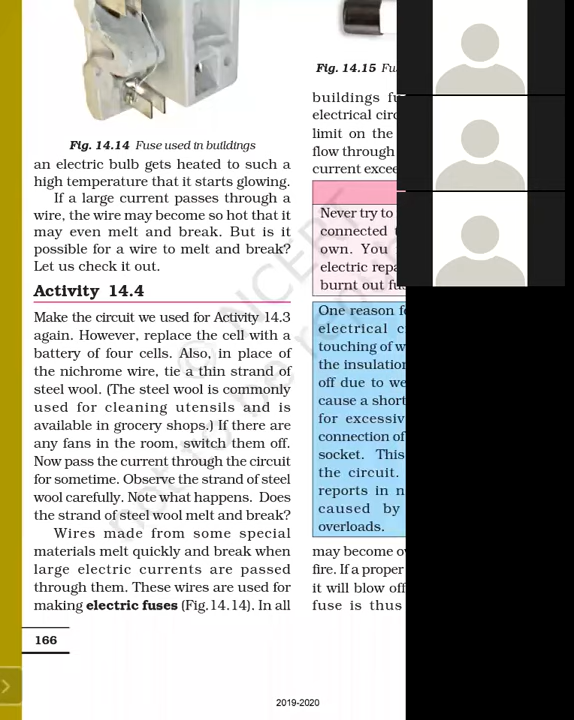 Fig. 14.14 Fuse used in buildings
an electric bulb gets heated to such a
high temperature that it starts glowing.
If a large current passes through a
wire, the wire may become so hot that it
may even melt and break. But is it
possible for a wire to melt and break?
Let us check it out.
Activity 14.4
Make the circuit we used for Activity 14.3
again. However, replace the cell with a
battery of four cells. Also, in place of
the nichrome wire, tie a thin strand of
steel wool. (The steel wool is commonly
used for cleaning utensils and is
available in grocery shops.) If there are
any fans in the room, switch them off.
Now pass the current through the circuit
for sometime. Observe the strand of steel
wool carefully. Note what happens. Does
the strand of steel wool melt and break?
Wires made from some special
materials melt quickly and break when
large electric currents are passed
through them. These wires are used for
making electric fuses (Fig.14.14). In all
Fig. 14.15
buildings
electrical
limit on the
flow through
current
Never try to
connected
own. You
electric
burnt out
One reason
electrical
touching of
the
off due to
cause a short
for
connection of
socket. This
the circuit.
reports in
caused by
overloads.
may become
fire. If a proper
it will blow off
fuse is thus
166
2019-2020
© NCERT
not to be